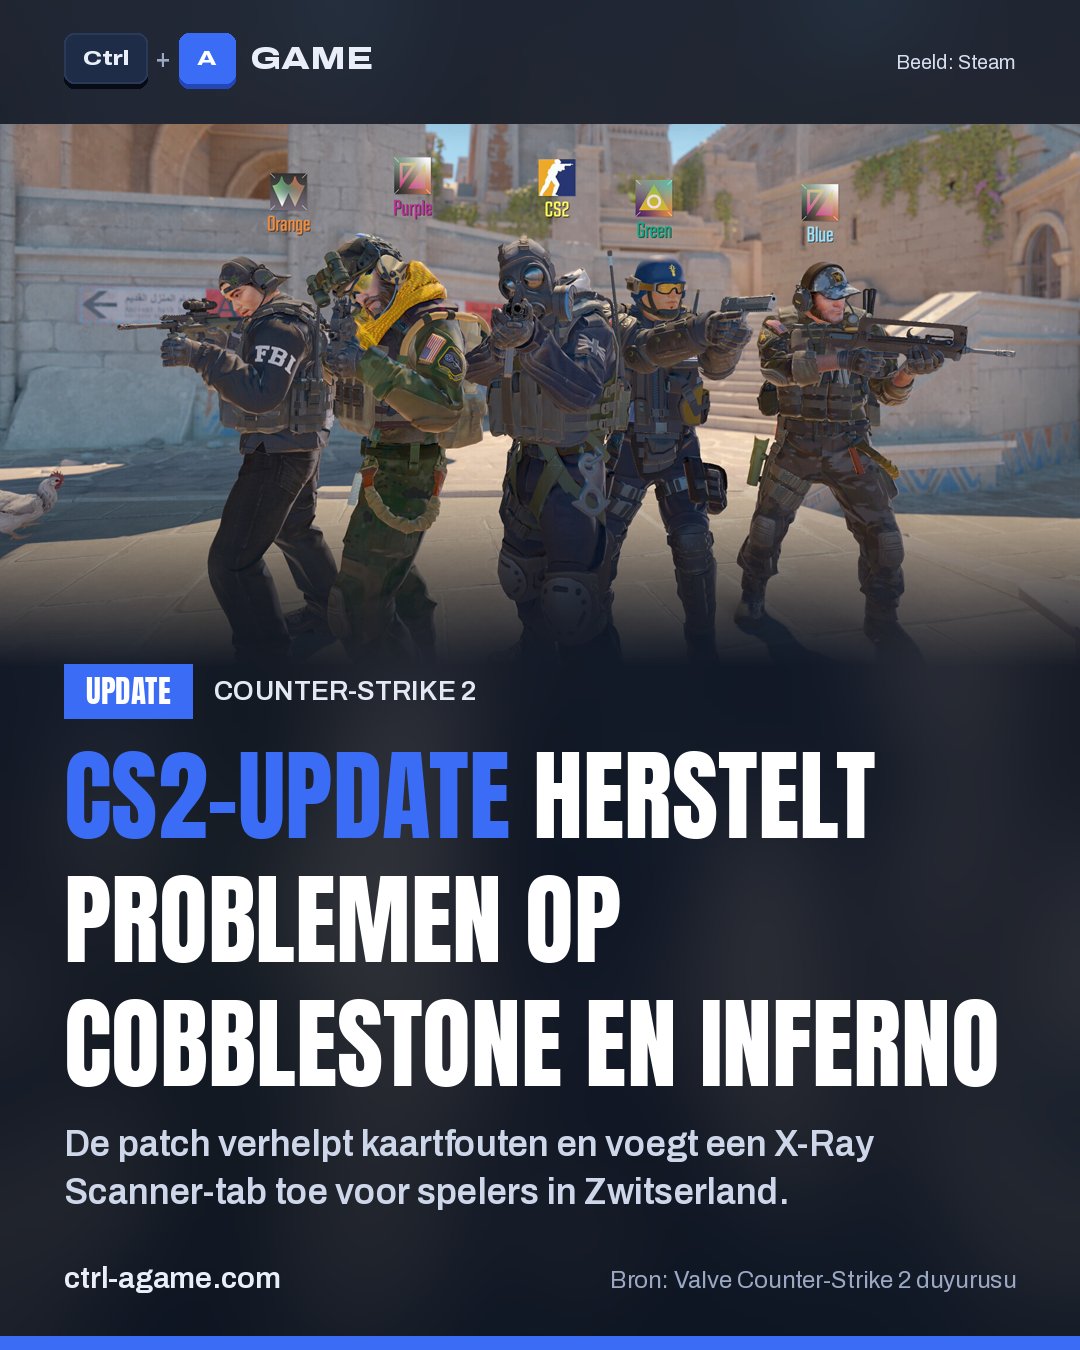 Ctrl + A GAME
Beeld: Steam
Orange
Purple
CS2
Green
Blue
FBI
UPDATE
COUNTER-STRIKE 2
CS2-UPDATE HERSTELT
PROBLEMEN OP
COBBLESTONE EN INFERNO
De patch verhelpt kaartfouten en voegt een X-Ray
Scanner-tab toe voor spelers in Zwitserland.
ctrl-agame.com
Bron: Valve Counter-Strike 2 duyurusu